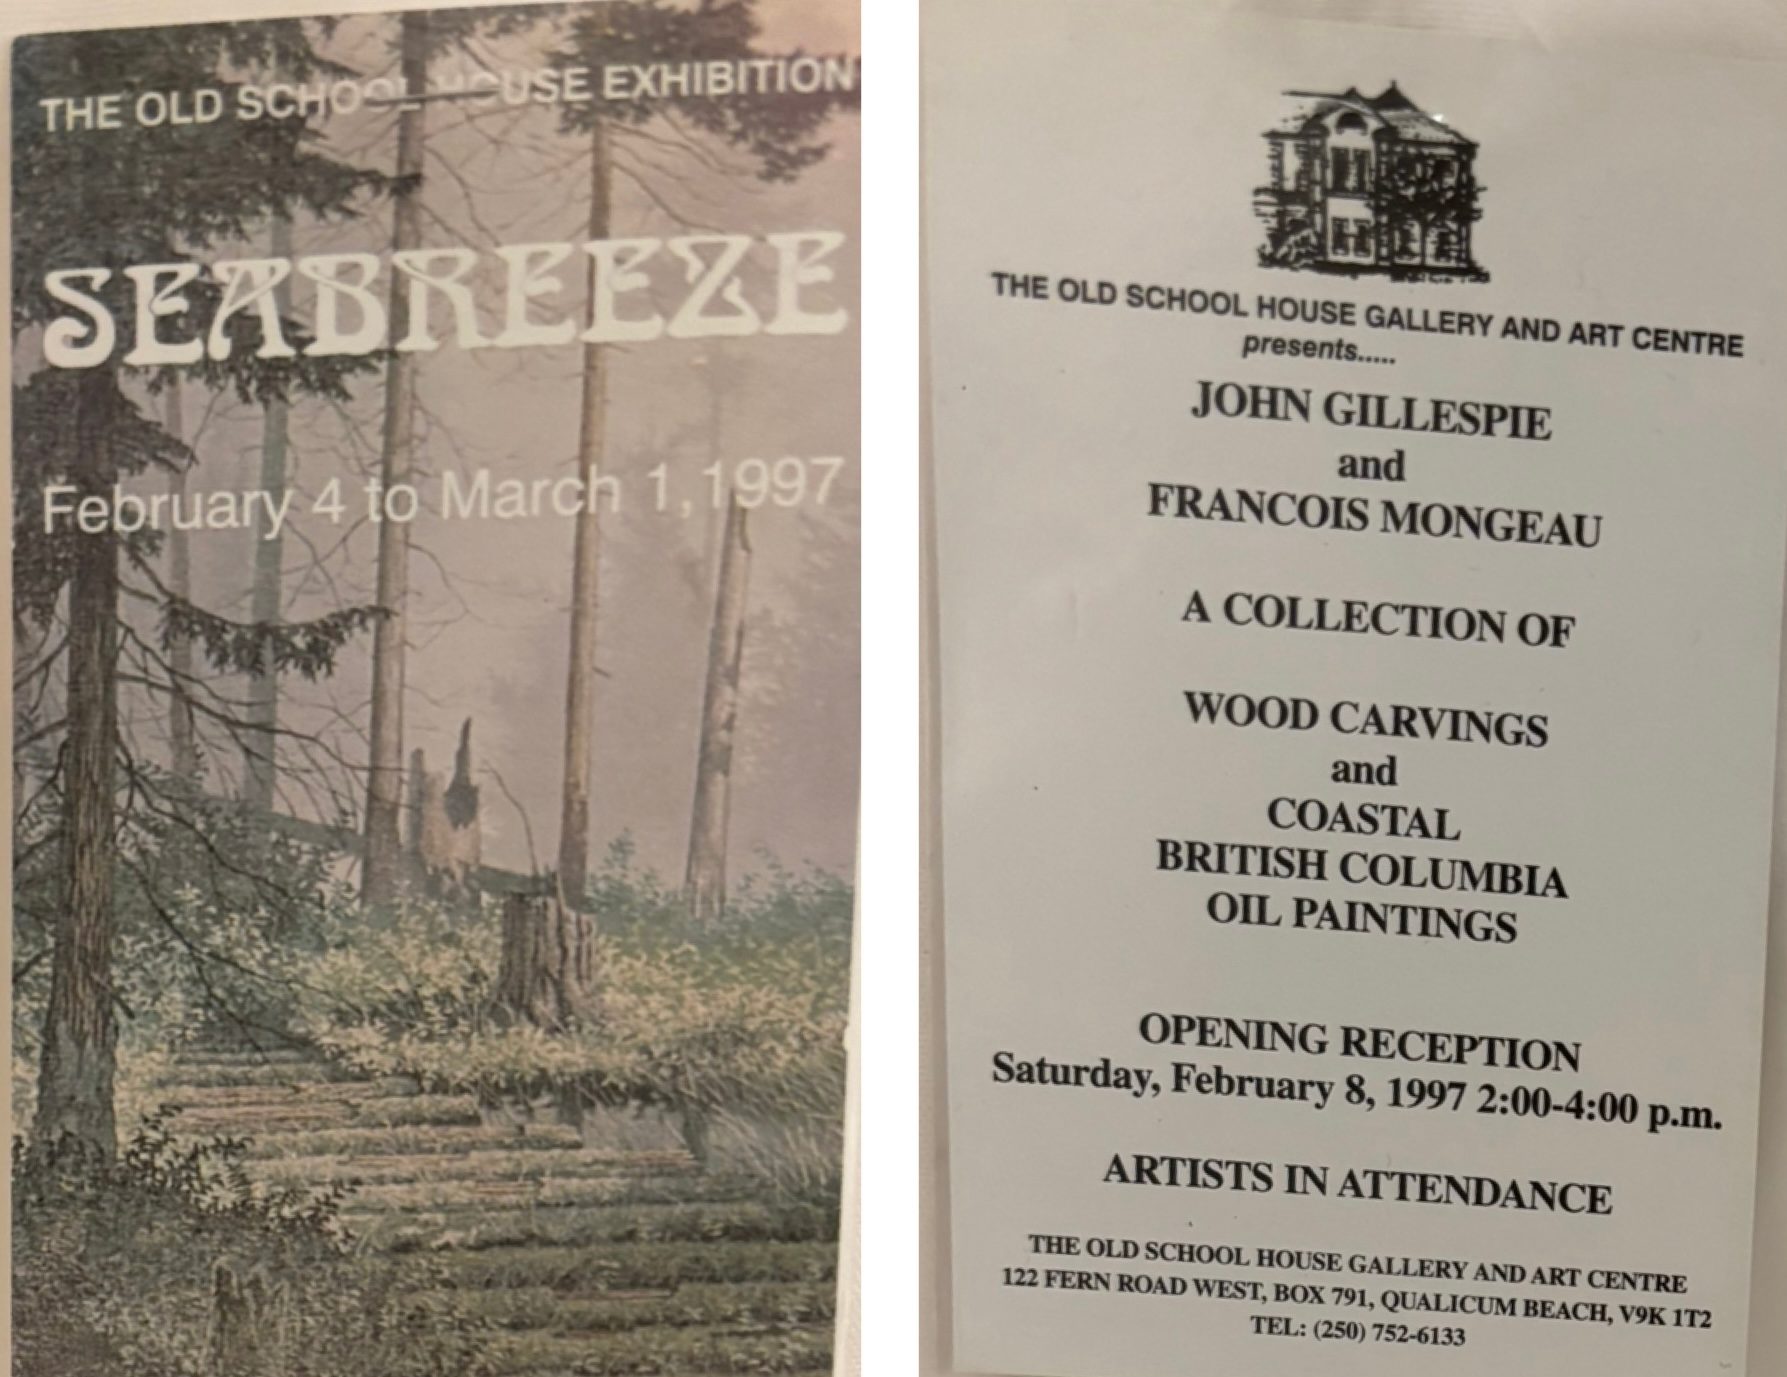 THE OLD SCHOOL HOUSE EXHIBITION
SEABREEZE
February 4 to March 1, 1997
THE OLD SCHOOL HOUSE GALLERY AND ART CENTRE
presents.....
JOHN GILLESPIE
and
FRANCOIS MONGEAU
A COLLECTION OF
WOOD CARVINGS
and
COASTAL
BRITISH COLUMBIA
OIL PAINTINGS
OPENING RECEPTION
Saturday, February 8, 1997 2:00-4:00 p.m.
ARTISTS IN ATTENDANCE
THE OLD SCHOOL HOUSE GALLERY AND ART CENTRE
122 FERN ROAD WEST, BOX 791, QUALICUM BEACH, V9K 1T2
TEL: (250) 752-6133